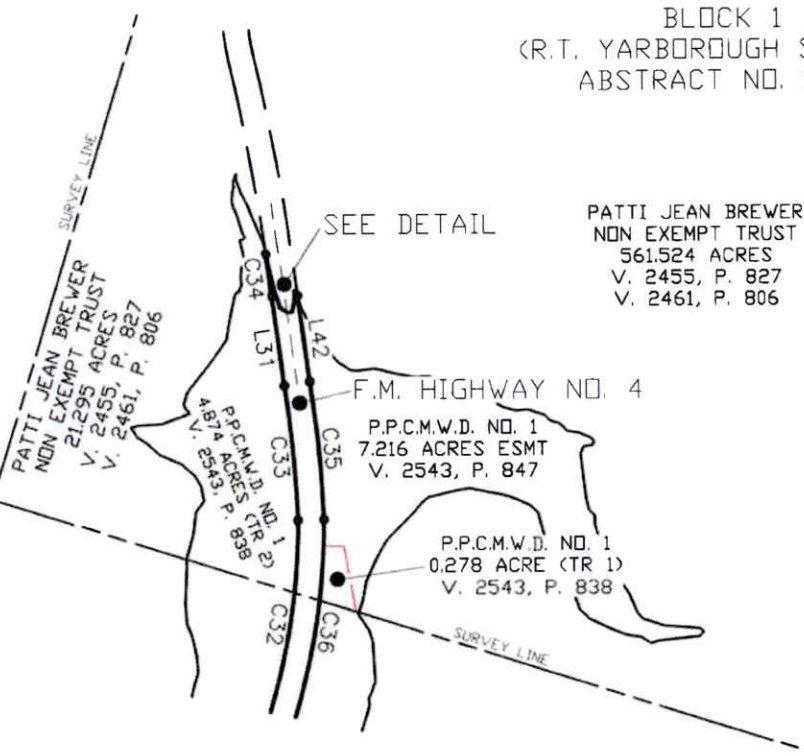 BLOCK 1
(R.T. YARBOROUGH
ABSTRACT NO.
SURVEY LINE
SEE DETAIL
PATTI JEAN BREWER
NON EXEMPT TRUST
561.524 ACRES
V. 2455, P. 827
V. 2461, P. 806
PATTI JEAN BREWER
NON EXEMPT TRUST
21.295 ACRES
V. 2455, P. 827
V. 2461, P. 806
C34
L31
L42
F.M. HIGHWAY NO. 4
P.P.C.M.W.D. NO. 1
7.216 ACRES ESMT
V. 2543, P. 847
P.P.C.M.W.D. NO. 1
4.874 ACRES (TR 2)
V. 2543, P. 838
C33
C35
P.P.C.M.W.D. NO. 1
0.278 ACRE (TR 1)
V. 2543, P. 838
C32
C36
SURVEY LINE